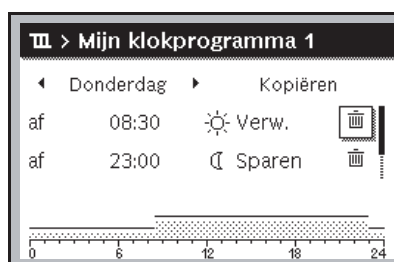 > Mijn klokprogramma 1
Donderdag Kopiëren
af 08:30 Verw.
af 23:00 Sparen
0 6 12 18 24